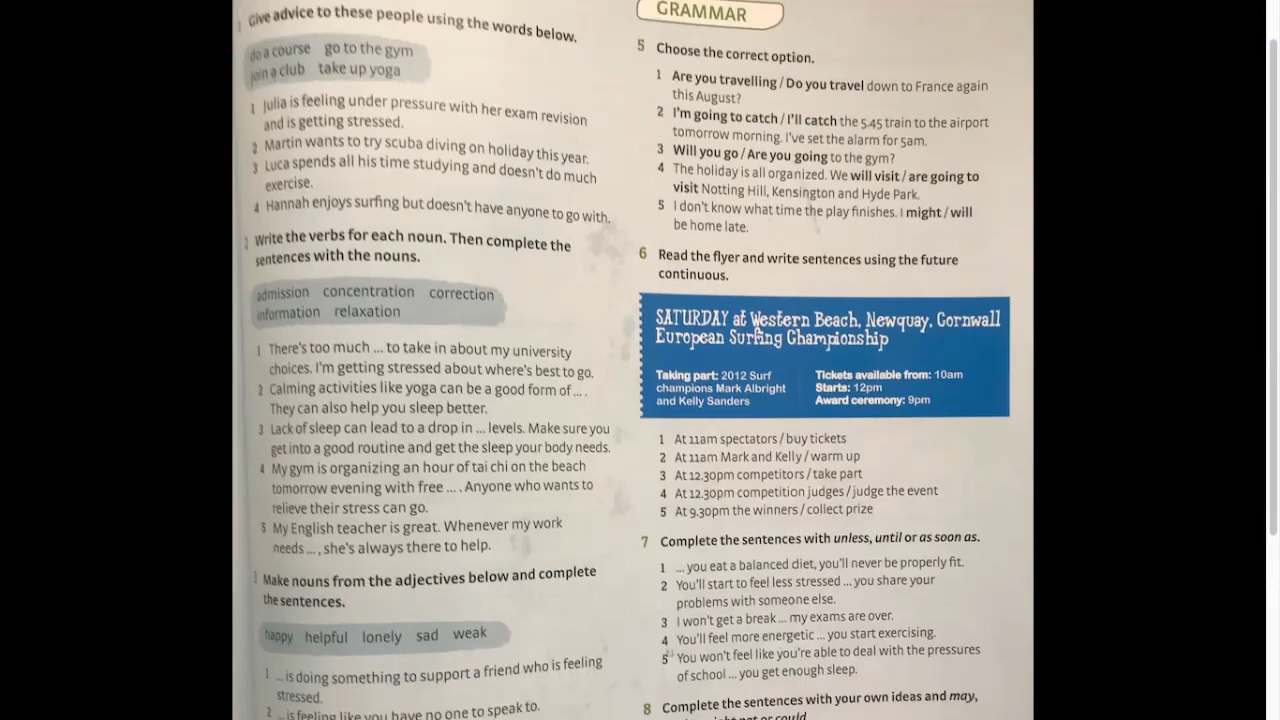 1 Give advice to these people using the words below.
do a course go to the gym
join a club take up yoga
1 Julia is feeling under pressure with her exam revision
and is getting stressed.
2 Martin wants to try scuba diving on holiday this year.
3 Luca spends all his time studying and doesn't do much
exercise.
4 Hannah enjoys surfing but doesn't have anyone to go with.
2 Write the verbs for each noun. Then complete the
sentences with the nouns.
admission concentration correction
information relaxation
1 There's too much ... to take in about my university
choices. I'm getting stressed about where's best to go.
2 Calming activities like yoga can be a good form of ... .
They can also help you sleep better.
3 Lack of sleep can lead to a drop in ... levels. Make sure you
get into a good routine and get the sleep your body needs.
4 My gym is organizing an hour of tai chi on the beach
tomorrow evening with free ... . Anyone who wants to
relieve their stress can go.
5 My English teacher is great. Whenever my work
needs ... , she's always there to help.
3 Make nouns from the adjectives below and complete
the sentences.
happy helpful lonely sad weak
1 ... is doing something to support a friend who is feeling
stressed.
2 ... is feeling like you have no one to speak to.
GRAMMAR
5 Choose the correct option.
1 Are you travelling / Do you travel down to France again
this August?
2 I'm going to catch / I'll catch the 5.45 train to the airport
tomorrow morning. I've set the alarm for 5am.
3 Will you go / Are you going to the gym?
4 The holiday is all organized. We will visit / are going to
visit Notting Hill, Kensington and Hyde Park.
5 I don't know what time the play finishes. I might / will
be home late.
6 Read the flyer and write sentences using the future
continuous.
SATURDAY at Western Beach, Newquay, Cornwall
European Surfing Championship
Taking part: 2012 Surf
champions Mark Albright
and Kelly Sanders
Tickets available from: 10am
Starts: 12pm
Award ceremony: 9pm
1 At 11am spectators / buy tickets
2 At 11am Mark and Kelly / warm up
3 At 12.30pm competitors / take part
4 At 12.30pm competition judges / judge the event
5 At 9.30pm the winners / collect prize
7 Complete the sentences with unless, until or as soon as.
1 ... you eat a balanced diet, you'll never be properly fit.
2 You'll start to feel less stressed ... you share your
problems with someone else.
3 I won't get a break ... my exams are over.
4 You'll feel more energetic ... you start exercising.
5 You won't feel like you're able to deal with the pressures
of school ... you get enough sleep.
8 Complete the sentences with your own ideas and may,
not or could